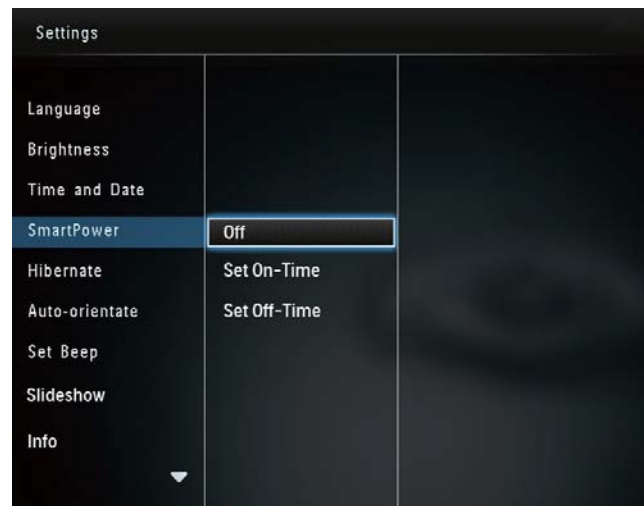 Settings
Language
Brightness
Time and Date
SmartPower
Off
Hibernate
Set On-Time
Auto-orientate
Set Off-Time
Set Beep
Slideshow
Info